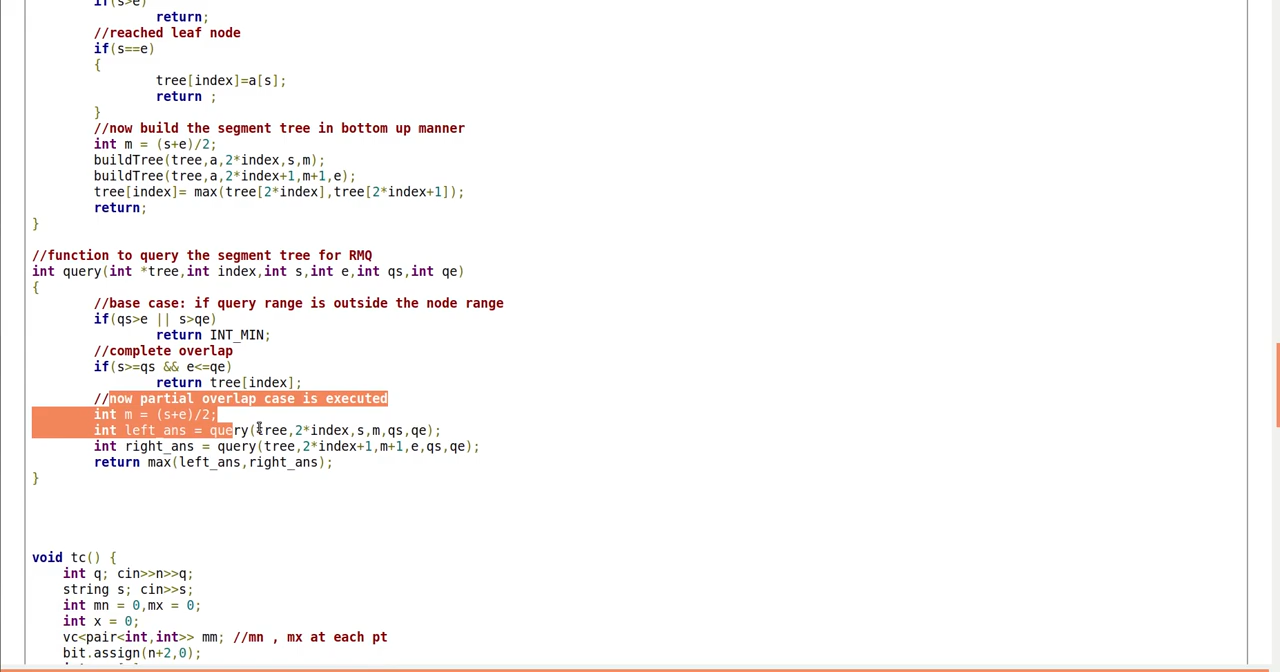 if(s>e)
return;
//reached leaf node
if(s==e)
{
tree[index]=a[s];
return ;
}
//now build the segment tree in bottom up manner
int m = (s+e)/2;
buildTree(tree,a,2*index,s,m);
buildTree(tree,a,2*index+1,m+1,e);
tree[index]= max(tree[2*index],tree[2*index+1]);
return;
}
//function to query the segment tree for RMQ
int query(int *tree,int index,int s,int e,int qs,int qe)
{
//base case: if query range is outside the node range
if(qs>e || s>qe)
return INT_MIN;
//complete overlap
if(s>=qs && e<=qe)
return tree[index];
//now partial overlap case is executed
int m = (s+e)/2;
int left_ans = query(tree,2*index,s,m,qs,qe);
int right_ans = query(tree,2*index+1,m+1,e,qs,qe);
return max(left_ans,right_ans);
}
void tc() {
int q; cin>>n>>q;
string s; cin>>s;
int mn = 0,mx = 0;
int x = 0;
vc<pair<int,int>> mm; //mn , mx at each pt
bit.assign(n+2,0);